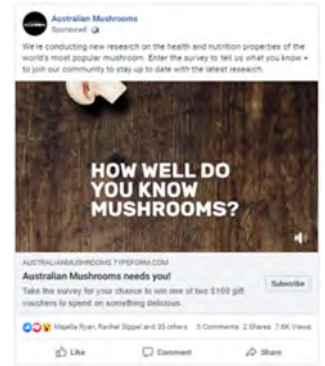 Australian Mushrooms
Sponsored
We're conducting new research on the health and nutrition properties of the
world's most popular mushroom. Enter the survey to tell us what you know +
to join our community to stay up to date with the latest research.
HOW WELL DO
YOU KNOW
MUSHROOMS?
AUSTRALIANMUSHROOMS.TYPEFORM.COM
Australian Mushrooms needs you!
Take the survey for your chance to win one of two $100 gift
vouchers to spend on something delicious.
Subscribe
Majella Ryan, Rachel Sippel and 35 others 5 Comments 2 Shares 7.6K Views
Like Comment Share